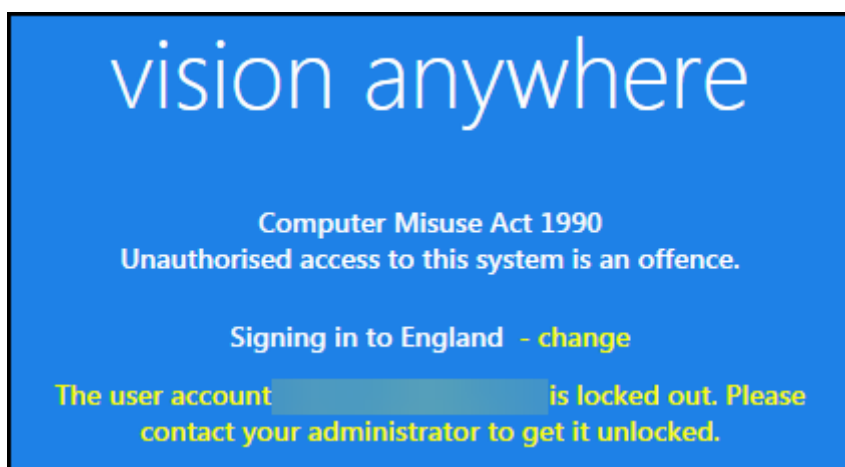 vision anywhere
Computer Misuse Act 1990
Unauthorised access to this system is an offence.
Signing in to England - change
The user account is locked out. Please
contact your administrator to get it unlocked.